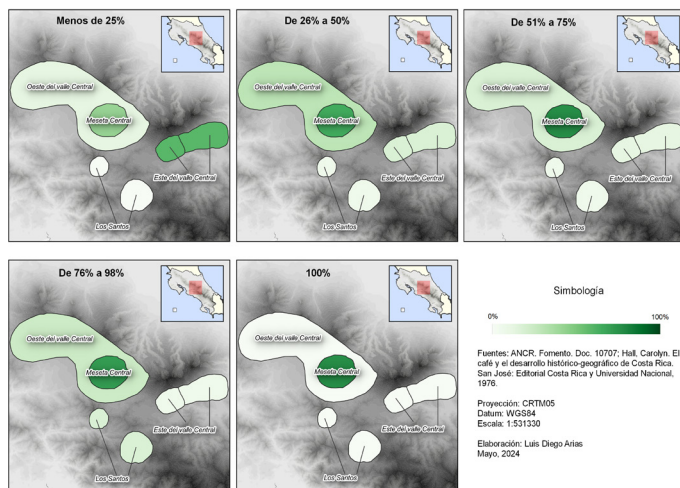 Menos de 25%
Oeste del valle Central
Meseta Central
Este del valle Central
Los Santos
De 26% a 50%
Oeste del valle Central
Meseta Central
Este del valle Central
Los Santos
De 51% a 75%
Oeste del valle Central
Meseta Central
Este del valle Central
Los Santos
De 76% a 98%
Oeste del valle Central
Meseta Central
Este del valle Central
Los Santos
100%
Oeste del valle Central
Meseta Central
Este del valle Central
Los Santos
Simbología
0%
100%
Fuentes: ANCR. Fomento. Doc. 10707; Hall, Carolyn. El
café y el desarrollo histórico-geográfico de Costa Rica.
San José: Editorial Costa Rica y Universidad Nacional,
1976.
Proyección: CRTM05
Datum: WGS84
Escala: 1:531330
Elaboración: Luis Diego Arias
Mayo, 2024